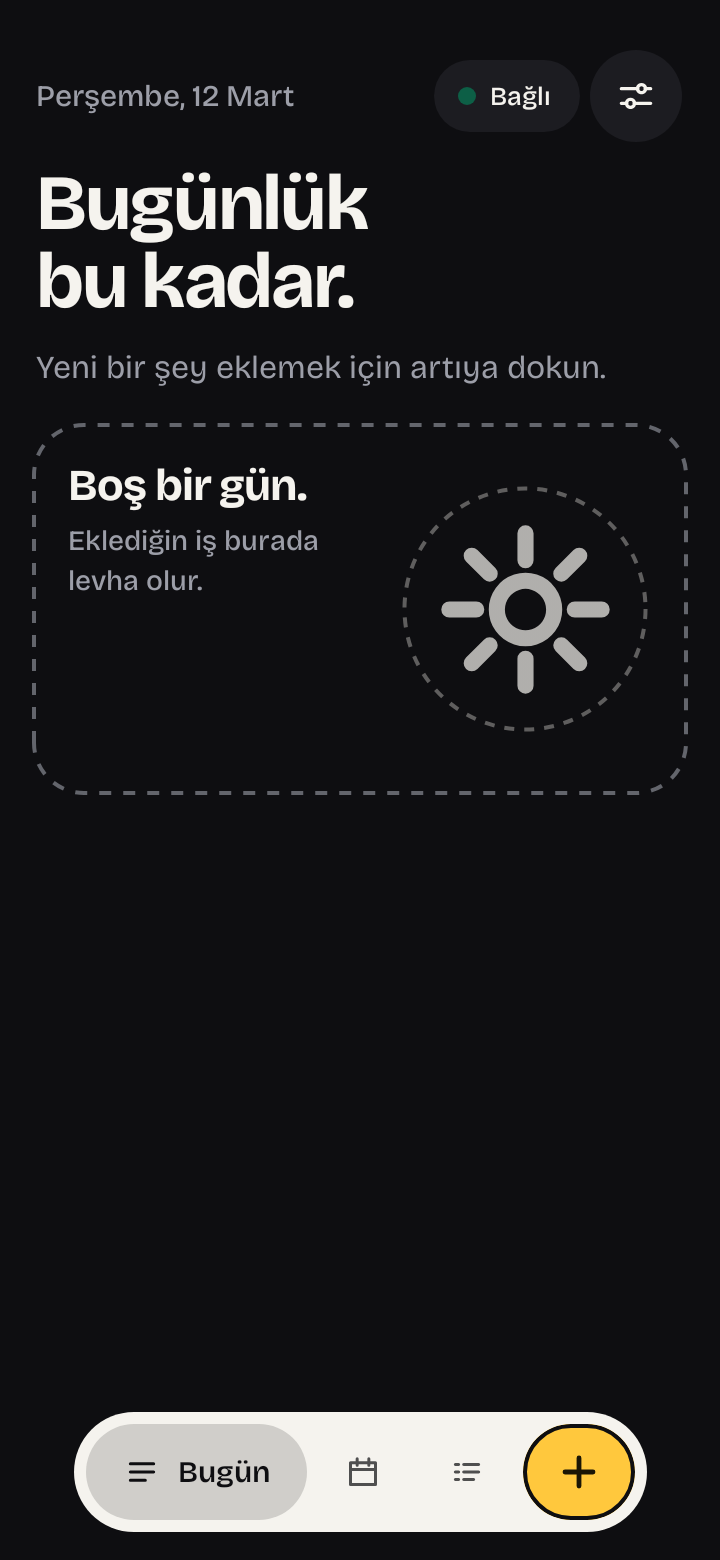 Perşembe, 12 Mart
Bağlı
Bugünlük
bu kadar.
Yeni bir şey eklemek için artıya dokun.
Boş bir gün.
Eklediğin iş burada
levha olur.
Bugün